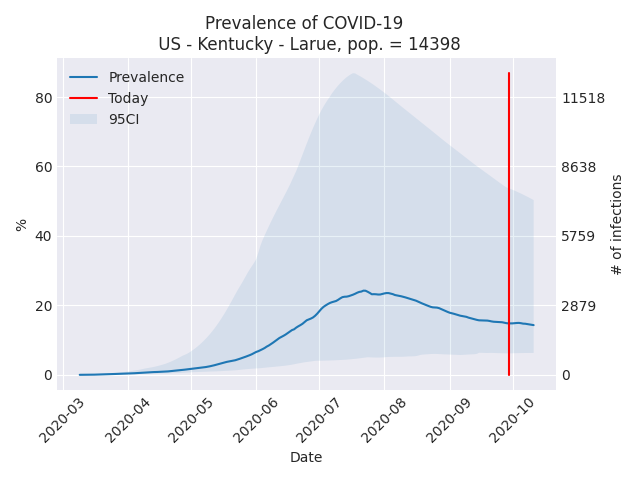 Prevalence of COVID-19
US - Kentucky - Larue, pop. = 14398
Prevalence
Today
95CI
%
80
60
40
20
0
11518
8638
5759
2879
0
# of infections
2020-03
2020-04
2020-05
2020-06
2020-07
2020-08
2020-09
2020-10
Date